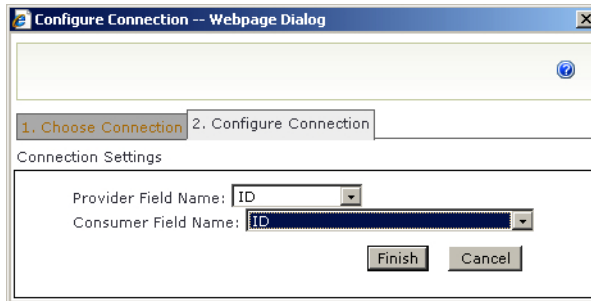 Configure Connection -- Webpage Dialog
1. Choose Connection 2. Configure Connection
Connection Settings
Provider Field Name: ID
Consumer Field Name: ID
Finish Cancel